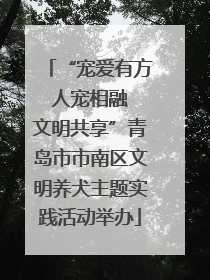 「“宠爱有方
人宠相融
文明共享”青
岛市市南区文
明养犬主题实
践活动举办」